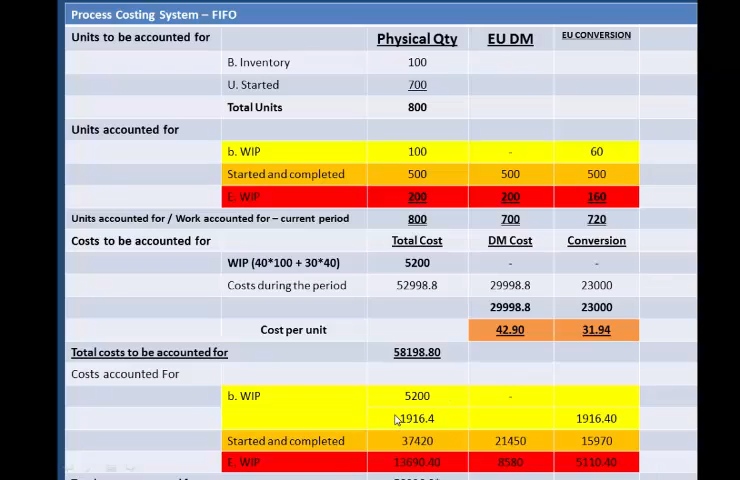 Process Costing System – FIFO
Units to be accounted for Physical Qty EU DM EU CONVERSION
B. Inventory 100
U. Started 700
Total Units 800
Units accounted for
b. WIP 100 - 60
Started and completed 500 500 500
E. WIP 200 200 160
Units accounted for / Work accounted for – current period 800 700 720
Costs to be accounted for Total Cost DM Cost Conversion
WIP (40*100 + 30*40) 5200 - -
Costs during the period 52998.8 29998.8 23000
29998.8 23000
Cost per unit 42.90 31.94
Total costs to be accounted for 58198.80
Costs accounted For
b. WIP 5200 -
1916.4 1916.40
Started and completed 37420 21450 15970
E. WIP 13690.40 8580 5110.40